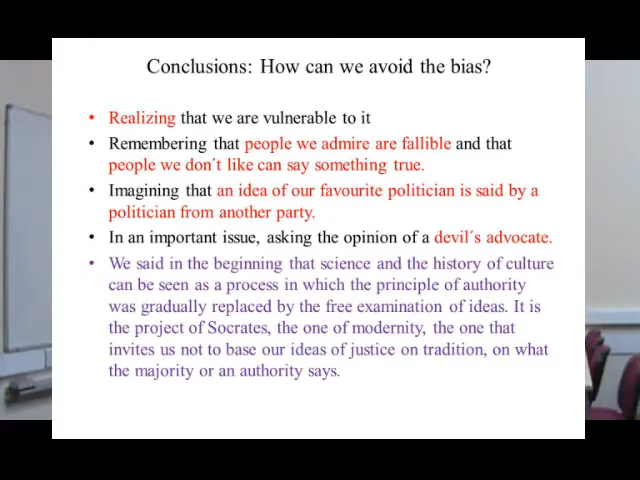 Conclusions: How can we avoid the bias?
• Realizing that we are vulnerable to it
• Remembering that people we admire are fallible and that
people we don´t like can say something true.
• Imagining that an idea of our favourite politician is said by a
politician from another party.
• In an important issue, asking the opinion of a devil´s advocate.
• We said in the beginning that science and the history of culture
can be seen as a process in which the principle of authority
was gradually replaced by the free examination of ideas. It is
the project of Socrates, the one of modernity, the one that
invites us not to base our ideas of justice on tradition, on what
the majority or an authority says.